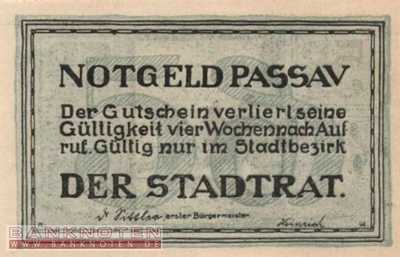 NOTGELD PASSAV
Der Gutschein verliert seine
Gültigkeit vier Wochen nach Auf
ruf. Gültig nur im Stadtbezirk
DER STADTRAT.
erster Bürgermeister
Heinrich
BANKNOTEN
WWW.BANKNOTEN.DE